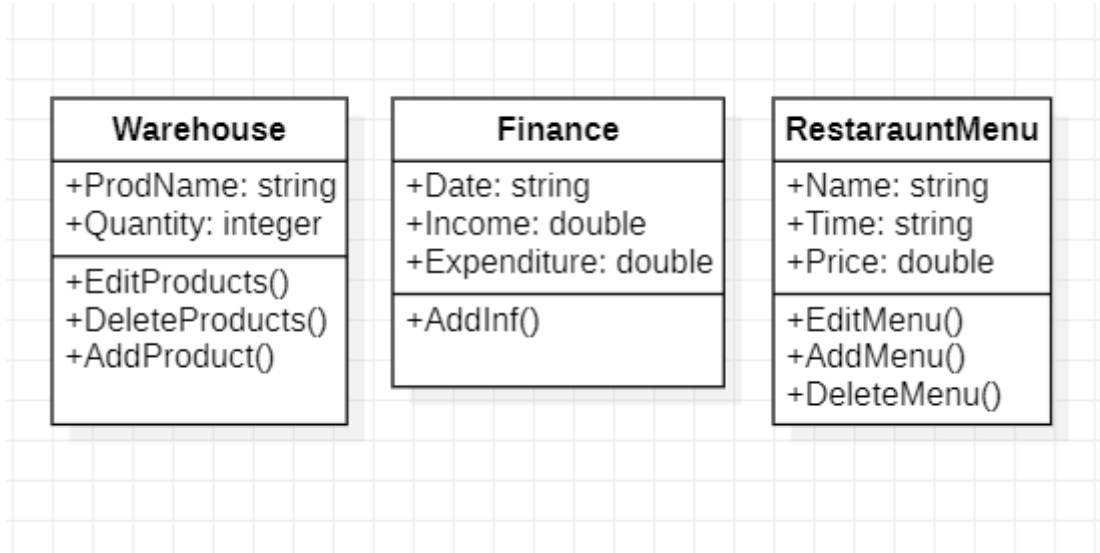 Warehouse
+ProdName: string
+Quantity: integer
+EditProducts()
+DeleteProducts()
+AddProduct()
Finance
+Date: string
+Income: double
+Expenditure: double
+AddInf()
RestarauntMenu
+Name: string
+Time: string
+Price: double
+EditMenu()
+AddMenu()
+DeleteMenu()